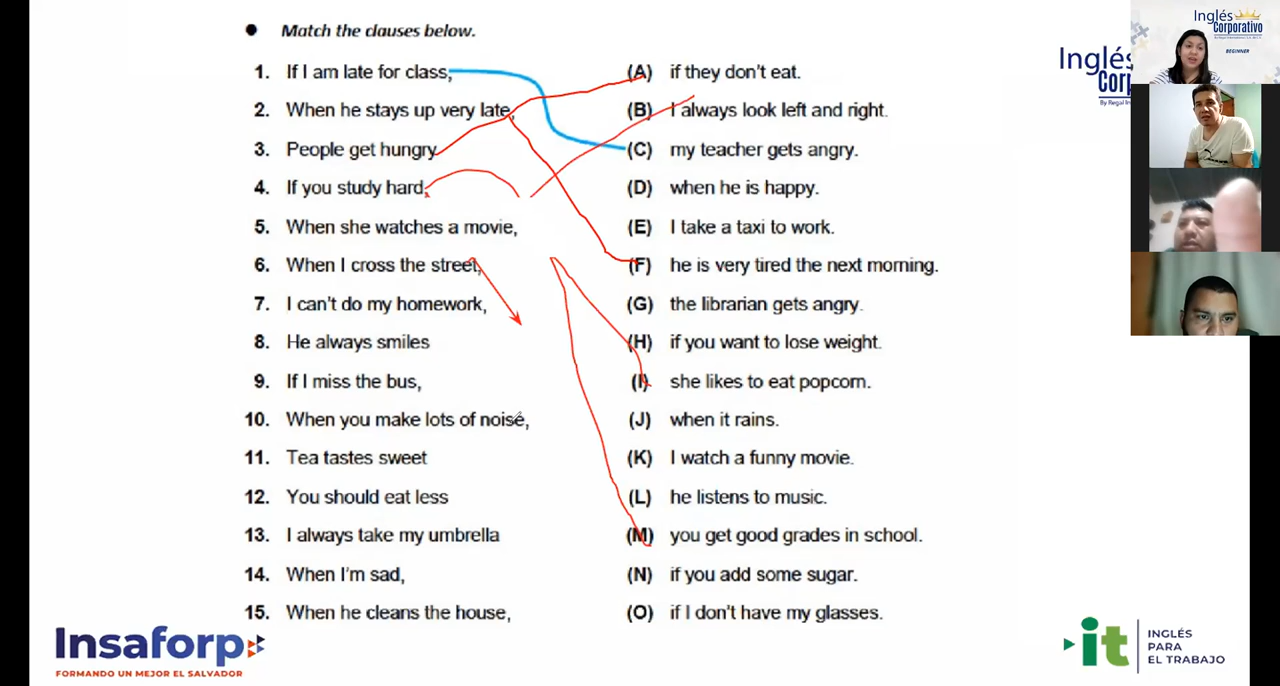 Match the clauses below.
1. If I am late for class,
2. When he stays up very late,
3. People get hungry
4. If you study hard,
5. When she watches a movie,
6. When I cross the street,
7. I can't do my homework,
8. He always smiles
9. If I miss the bus,
10. When you make lots of noise,
11. Tea tastes sweet
12. You should eat less
13. I always take my umbrella
14. When I'm sad,
15. When he cleans the house,
(A) if they don't eat.
(B) I always look left and right.
(C) my teacher gets angry.
(D) when he is happy.
(E) I take a taxi to work.
(F) he is very tired the next morning.
(G) the librarian gets angry.
(H) if you want to lose weight.
(I) she likes to eat popcorn.
(J) when it rains.
(K) I watch a funny movie.
(L) he listens to music.
(M) you get good grades in school.
(N) if you add some sugar.
(O) if I don't have my glasses.
Inglés
Corporativo
BEGINNER
Insaforp
FORMANDO UN MEJOR EL SALVADOR
it
INGLÉS
PARA
EL TRABAJO